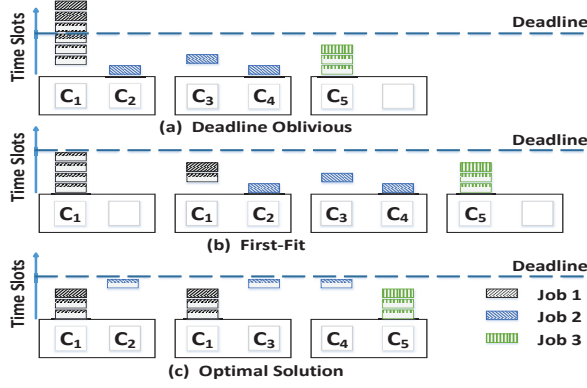 Deadline
Time Slots
C1 C2 C3 C4 C5
(a) Deadline Oblivious
Deadline
Time Slots
C1 C1 C2 C3 C4 C5
(b) First-Fit
Deadline
Time Slots
Job 1
Job 2
Job 3
C1 C2 C1 C3 C4 C5
(c) Optimal Solution